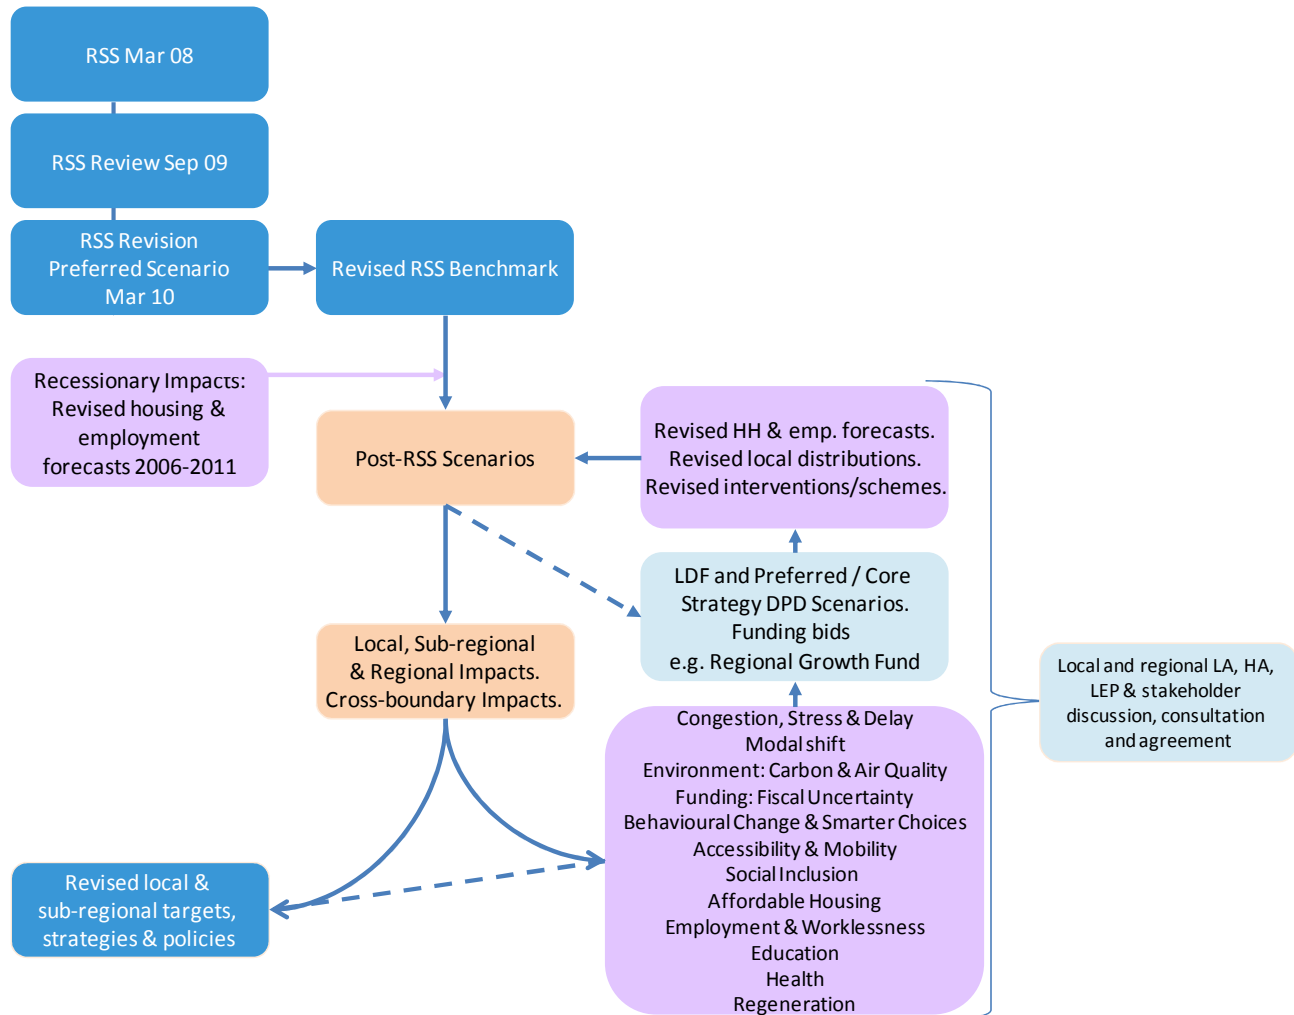 RSS Mar 08
RSS Review Sep 09
RSS Revision
Preferred Scenario
Mar 10
Revised RSS Benchmark
Recessionary Impacts:
Revised housing &
employment
forecasts 2006-2011
Post-RSS Scenarios
Revised HH & emp. forecasts.
Revised local distributions.
Revised interventions/schemes.
LDF and Preferred / Core
Strategy DPD Scenarios.
Funding bids
e.g. Regional Growth Fund
Local, Sub-regional
& Regional Impacts.
Cross-boundary Impacts.
Local and regional LA, HA,
LEP & stakeholder
discussion, consultation
and agreement
Congestion, Stress & Delay
Modal shift
Environment: Carbon & Air Quality
Funding: Fiscal Uncertainty
Behavioural Change & Smarter Choices
Accessibility & Mobility
Social Inclusion
Affordable Housing
Employment & Worklessness
Education
Health
Regeneration
Revised local &
sub-regional targets,
strategies & policies